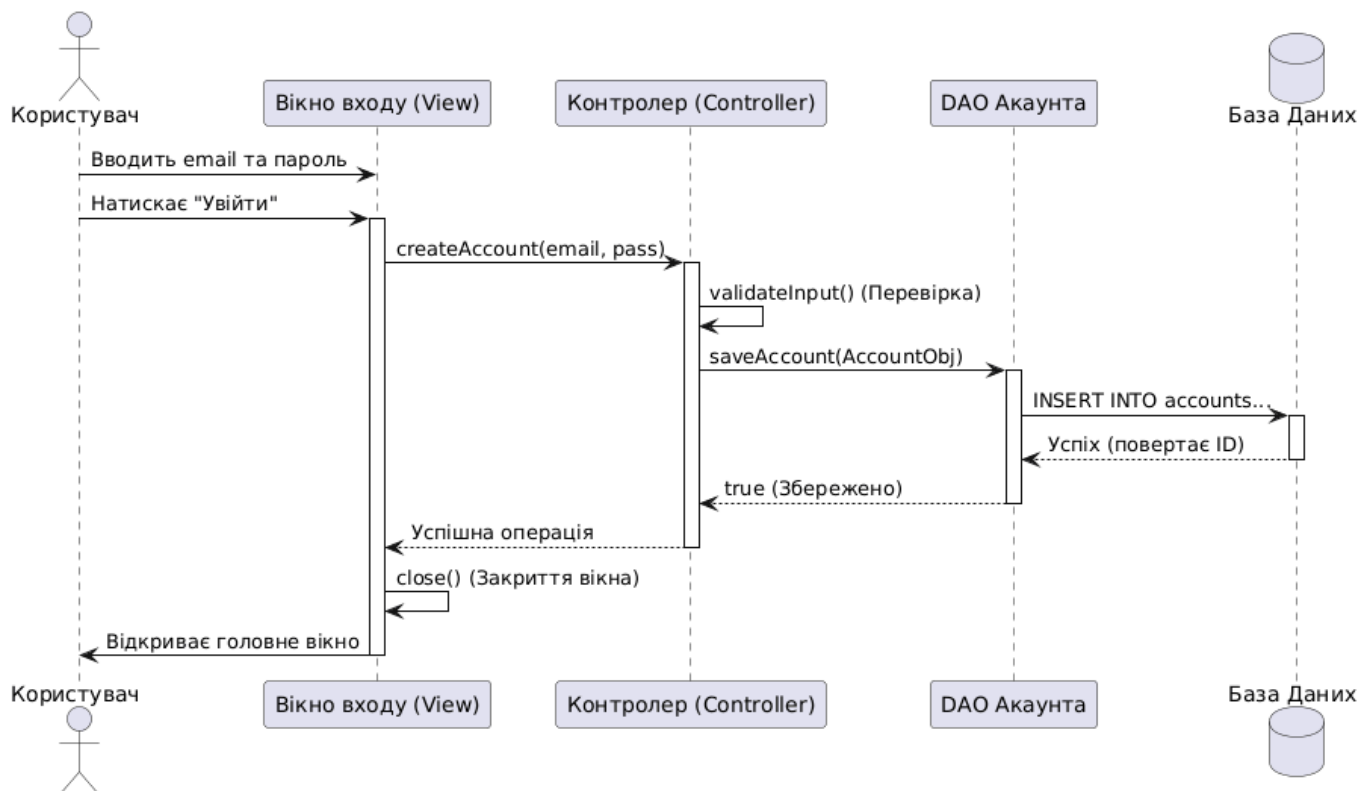 Користувач
Вікно входу (View)
Контролер (Controller)
DAO Акаунта
База Даних
Вводить email та пароль
Натискає "Увійти"
createAccount(email, pass)
validateInput() (Перевірка)
saveAccount(AccountObj)
INSERT INTO accounts...
Успіх (повертає ID)
true (Збережено)
Успішна операція
close() (Закриття вікна)
Відкриває головне вікно
Користувач
Вікно входу (View)
Контролер (Controller)
DAO Акаунта
База Даних